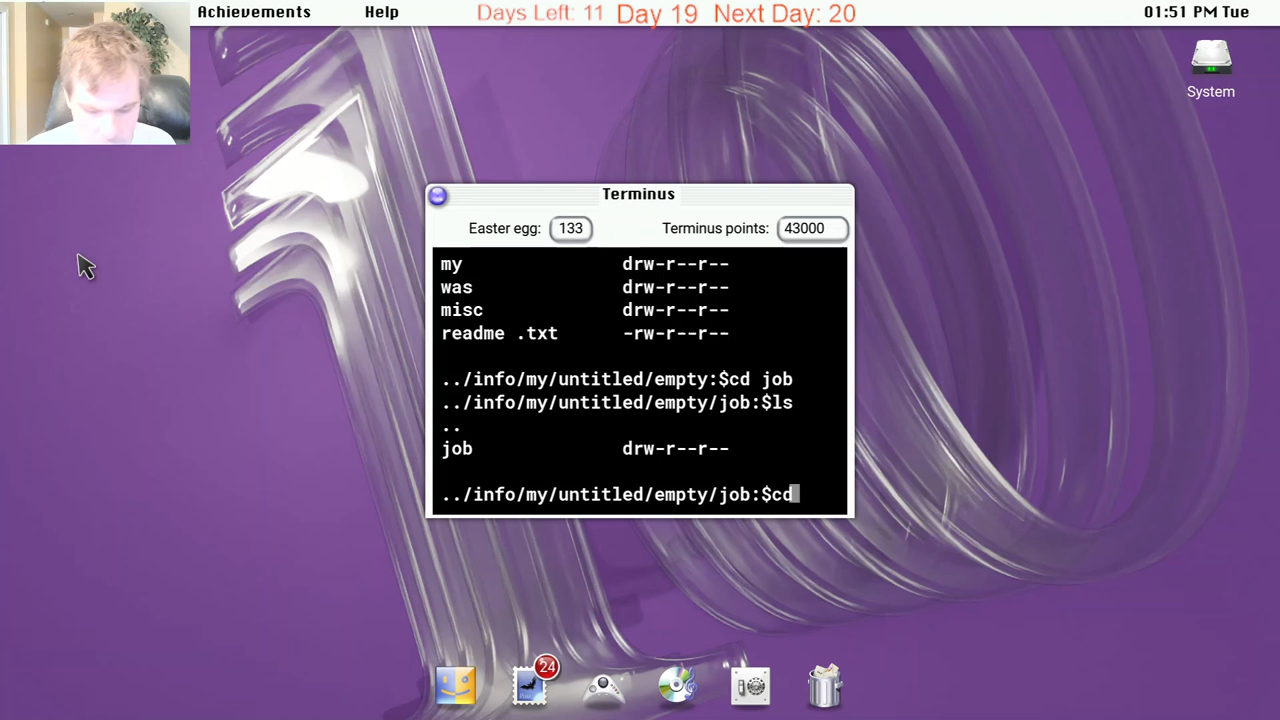 Achievements Help Days Left: 11 Day 19 Next Day: 20 01:51 PM Tue
System
Terminus
Easter egg: 133 Terminus points: 43000
my drw-r--r--
was drw-r--r--
misc drw-r--r--
readme .txt -rw-r--r--
../info/my/untitled/empty:$cd job
../info/my/untitled/empty/job:$ls
..
job drw-r--r--
../info/my/untitled/empty/job:$cd
24